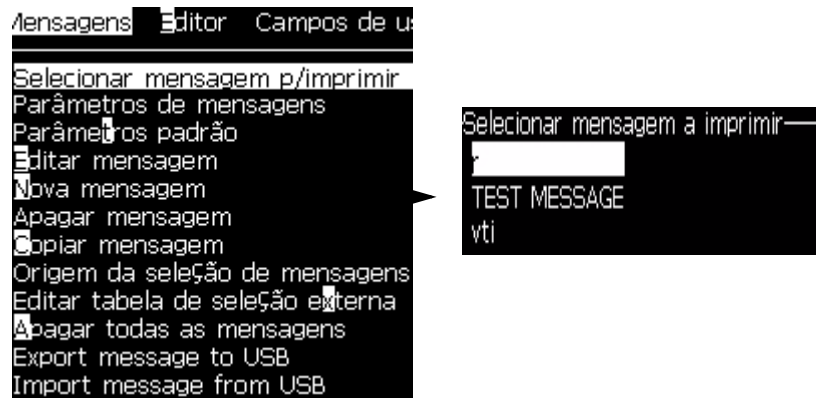 Mensagens Editor Campos de u
Selecionar mensagem p/imprimir
Parâmetros de mensagens
Parâmetros padrão
Editar mensagem
Nova mensagem
Apagar mensagem
Copiar mensagem
Origem da seleção de mensagens
Editar tabela de seleção externa
Apagar todas as mensagens
Export message to USB
Import message from USB
Selecionar mensagem a imprimir
r
TEST MESSAGE
vti